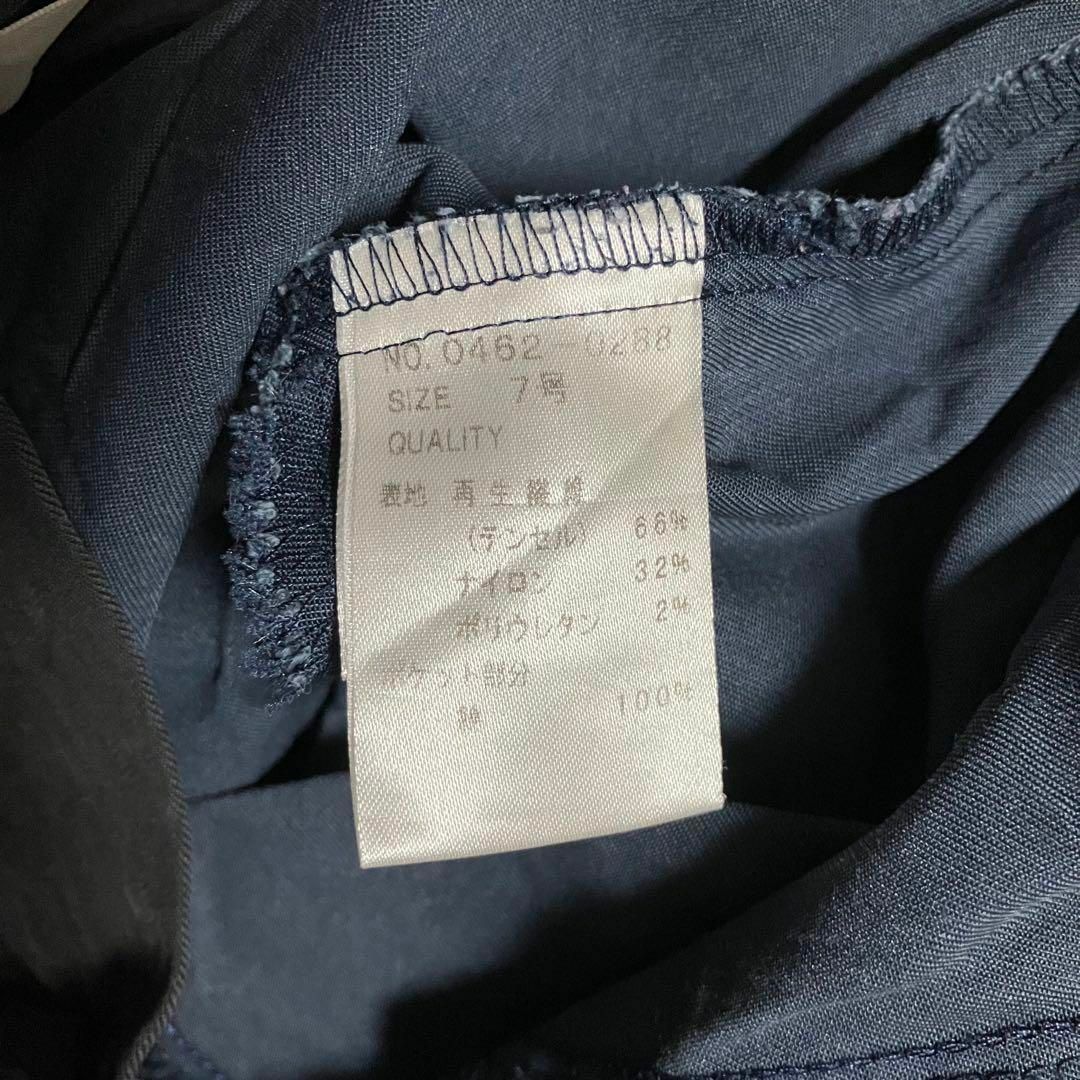 NO. 0462-0288
SIZE 7号
QUALITY
表地 再生繊維
(テンセル) 66%
ナイロン 32%
ポリウレタン 2%
ポケット部分
綿 100%